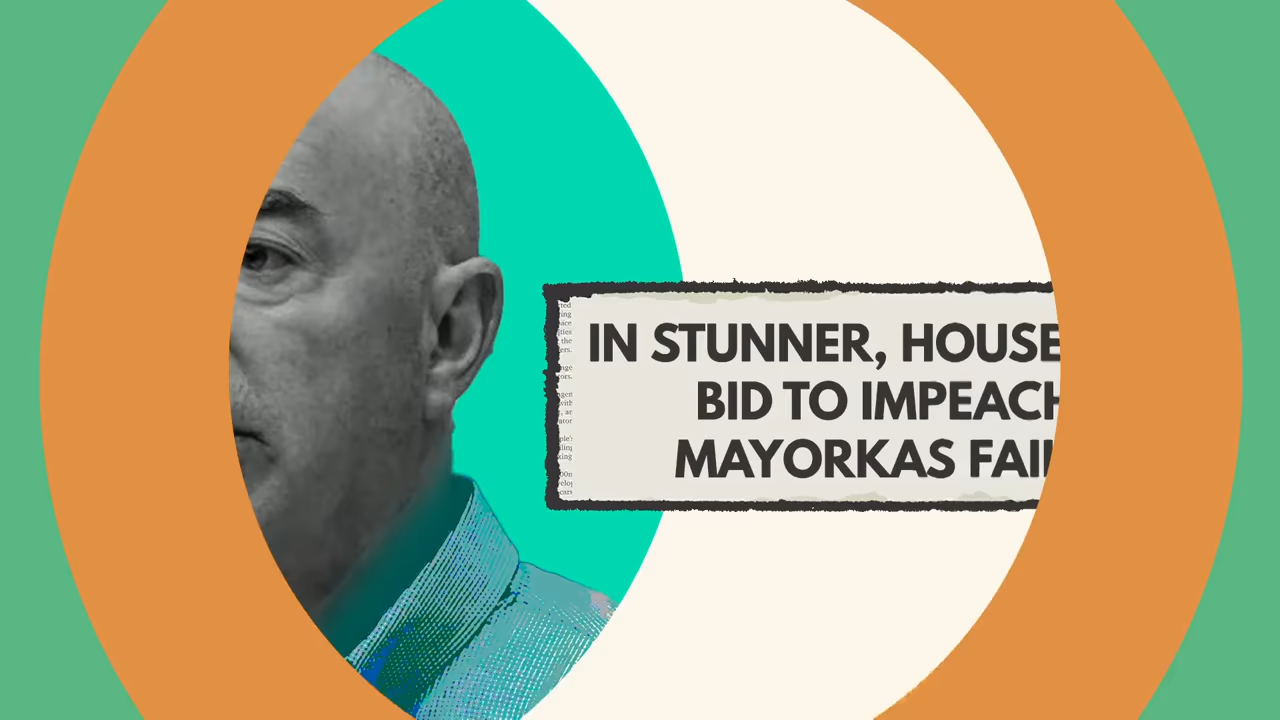 IN STUNNER, HOUSE
BID TO IMPEACH
MAYORKAS FAI